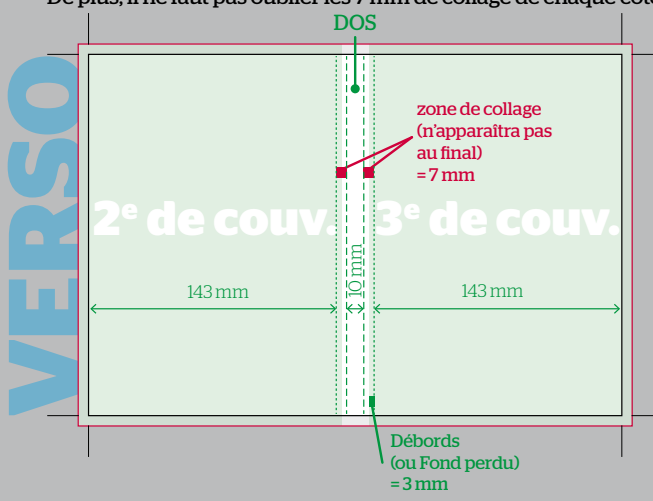 De plus, il ne faut pas oublier les 7 mm de collage de chaque côté
DOS
zone de collage
(n'apparaîtra pas
au final)
= 7 mm
VERSO
2e de couv.
3e de couv.
143 mm
10 mm
143 mm
Débords
(ou Fond perdu)
= 3 mm